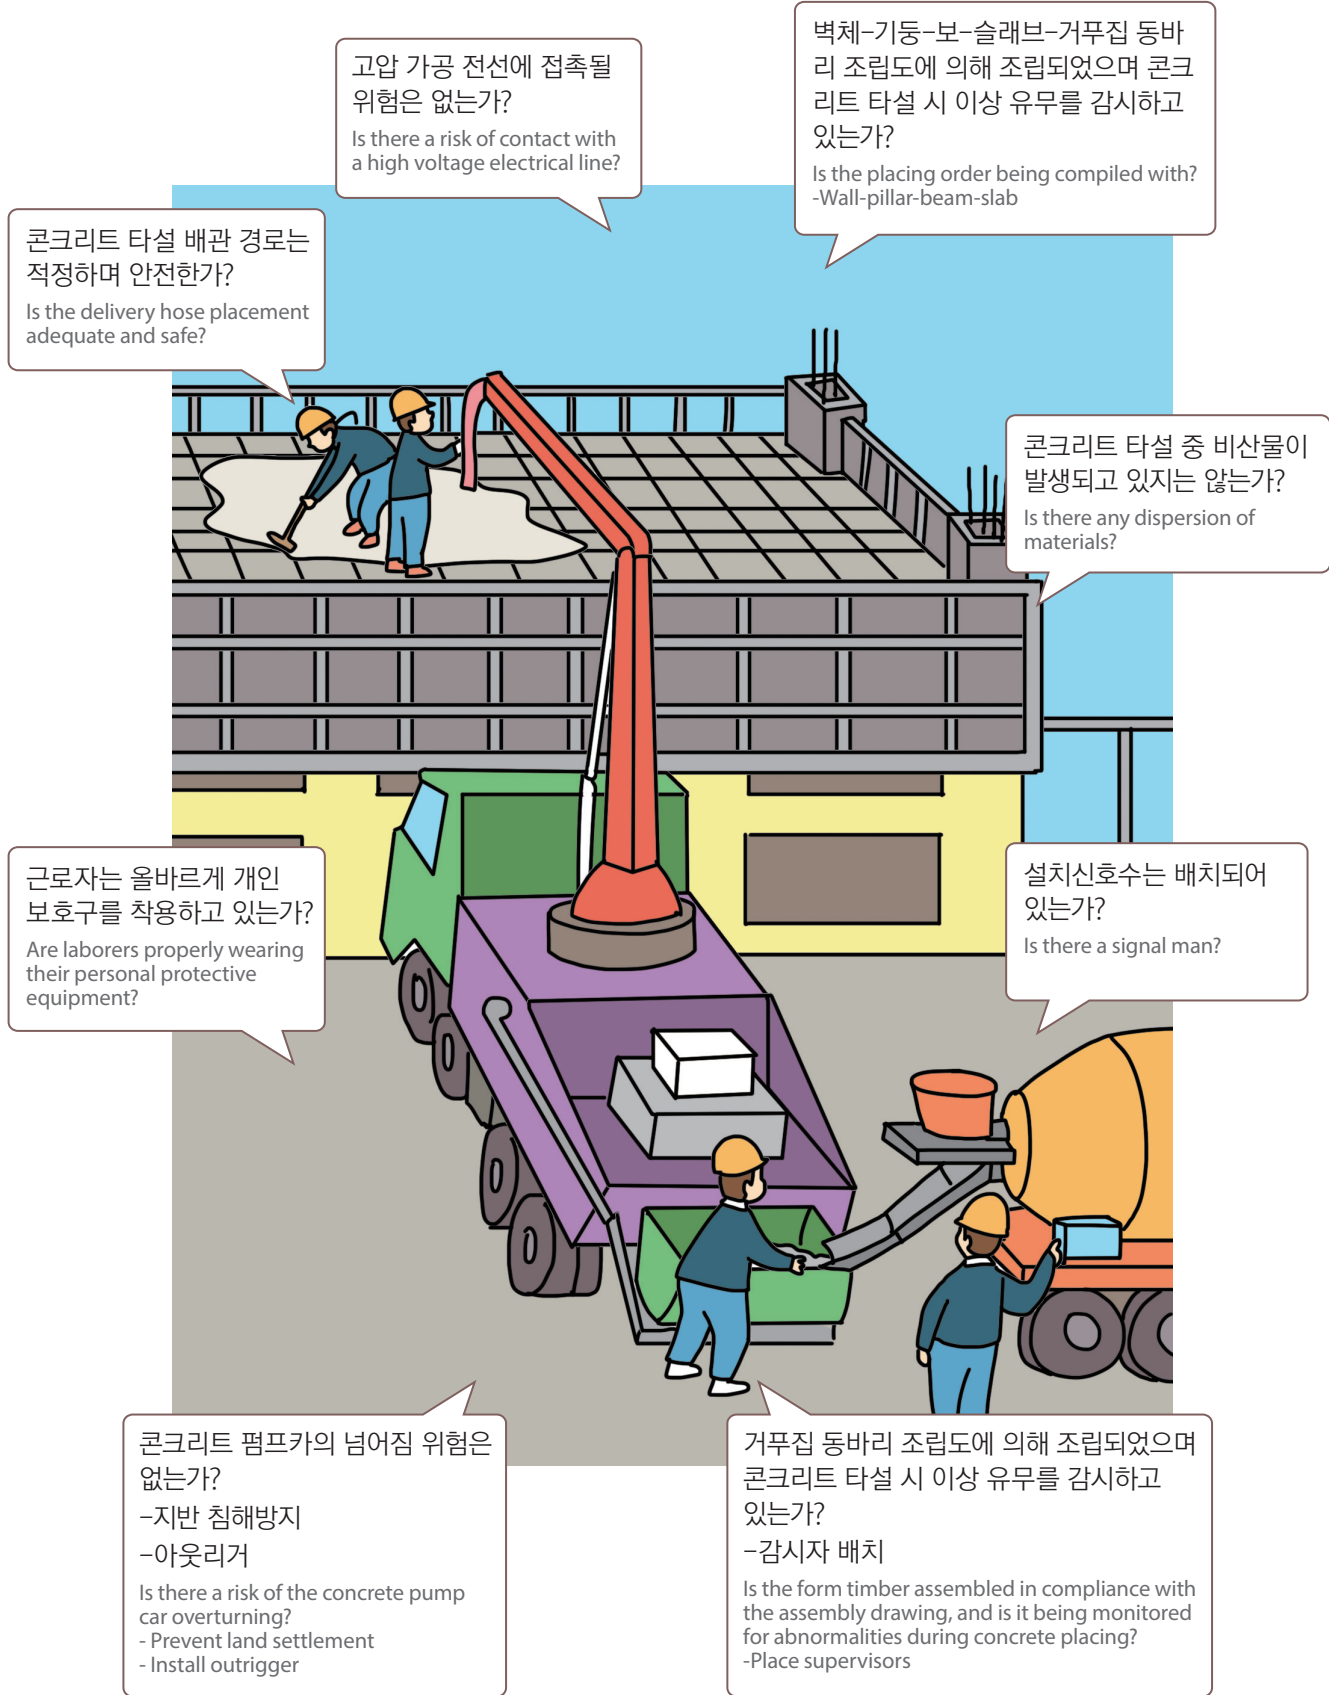 고압 가공 전선에 접촉될
위험은 없는가?
Is there a risk of contact with
a high voltage electrical line?
벽체-기둥-보-슬래브-거푸집 동바
리 조립도에 의해 조립되었으며 콘크
리트 타설 시 이상 유무를 감시하고
있는가?
Is the placing order being compiled with?
-Wall-pillar-beam-slab
콘크리트 타설 배관 경로는
적정하며 안전한가?
Is the delivery hose placement
adequate and safe?
콘크리트 타설 중 비산물이
발생되고 있지는 않는가?
Is there any dispersion of
materials?
근로자는 올바르게 개인
보호구를 착용하고 있는가?
Are laborers properly wearing
their personal protective
equipment?
설치신호수는 배치되어
있는가?
Is there a signal man?
콘크리트 펌프카의 넘어짐 위험은
없는가?
-지반 침해방지
-아웃리거
Is there a risk of the concrete pump
car overturning?
- Prevent land settlement
- Install outrigger
거푸집 동바리 조립도에 의해 조립되었으며
콘크리트 타설 시 이상 유무를 감시하고
있는가?
-감시자 배치
Is the form timber assembled in compliance with
the assembly drawing, and is it being monitored
for abnormalities during concrete placing?
-Place supervisors